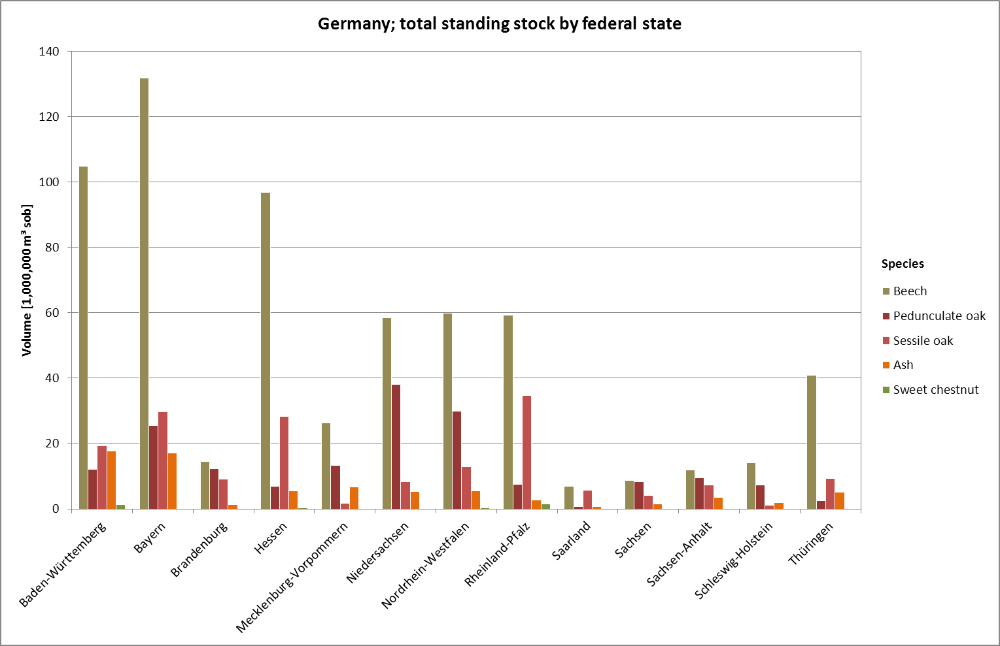 Germany; total standing stock by federal state
Volume [1,000,000 m³ sob]
140
120
100
80
60
40
20
0
Baden-Württemberg
Bayern
Brandenburg
Hessen
Mecklenburg-Vorpommern
Niedersachsen
Nordrhein-Westfalen
Rheinland-Pfalz
Saarland
Sachsen
Sachsen-Anhalt
Schleswig-Holstein
Thüringen
Species
Beech
Pedunculate oak
Sessile oak
Ash
Sweet chestnut